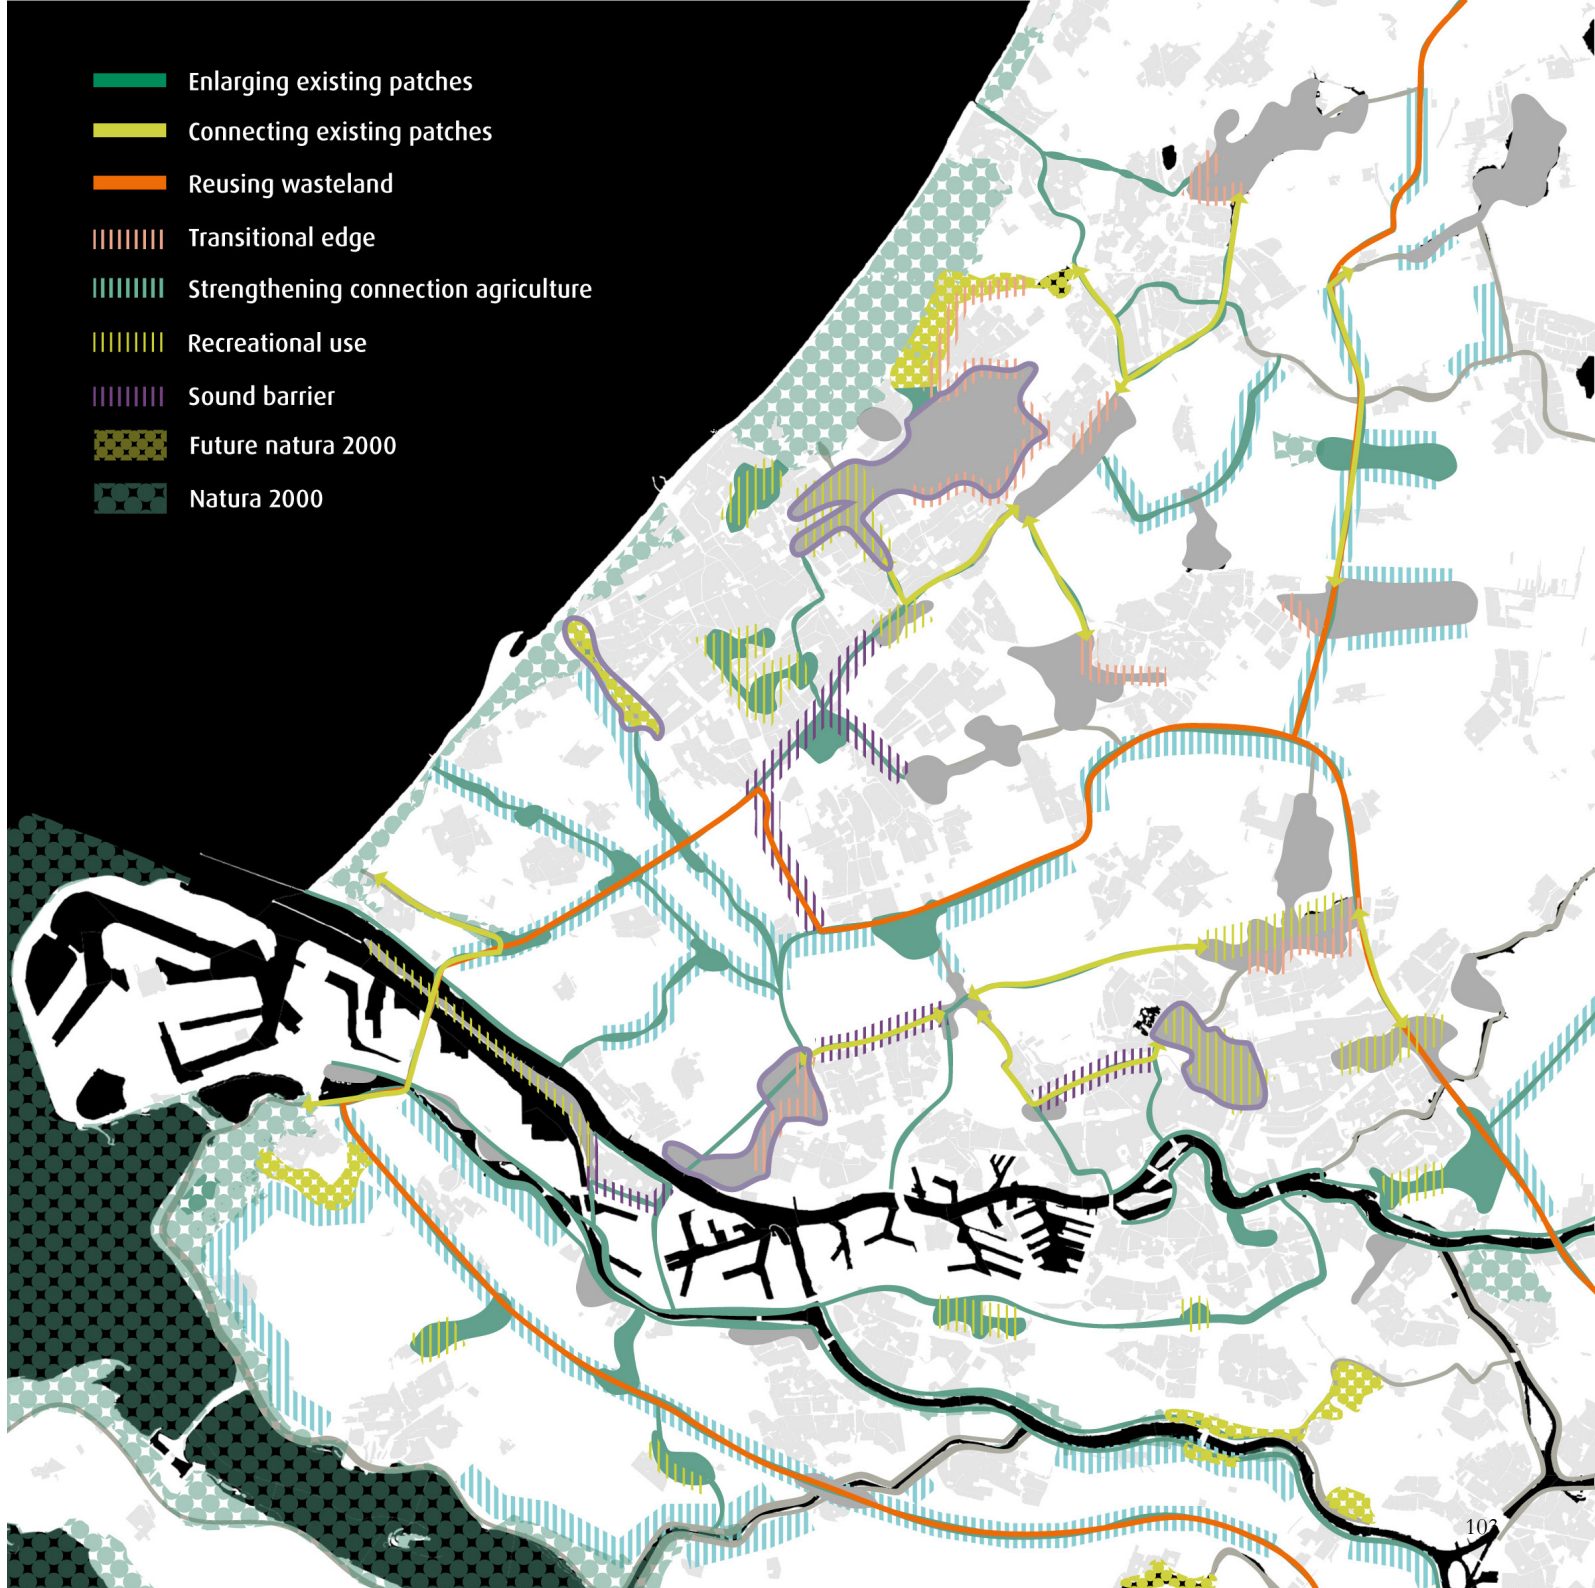 Enlarging existing patches
Connecting existing patches
Reusing wasteland
Transitional edge
Strengthening connection agriculture
Recreational use
Sound barrier
Future natura 2000
Natura 2000
103